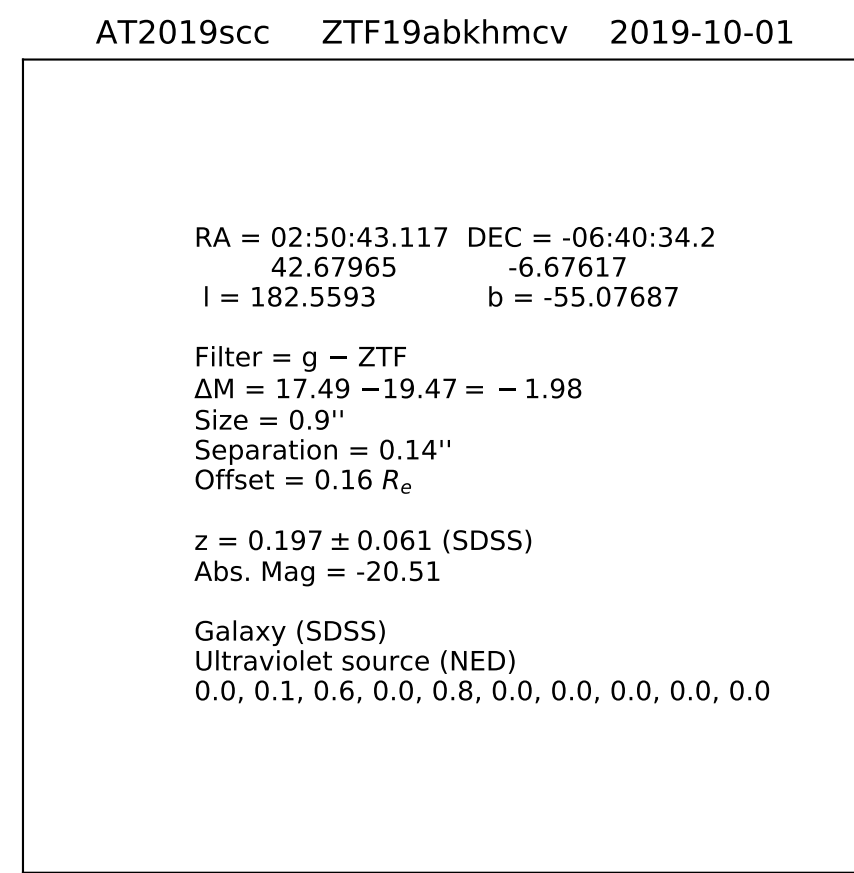 AT2019scc ZTF19abkhmcv 2019-10-01
RA = 02:50:43.117 DEC = -06:40:34.2
42.67965 -6.67617
l = 182.5593 b = -55.07687
Filter = g − ZTF
ΔM = 17.49 −19.47 = − 1.98
Size = 0.9''
Separation = 0.14''
Offset = 0.16 Rₑ
z = 0.197 ± 0.061 (SDSS)
Abs. Mag = -20.51
Galaxy (SDSS)
Ultraviolet source (NED)
0.0, 0.1, 0.6, 0.0, 0.8, 0.0, 0.0, 0.0, 0.0, 0.0